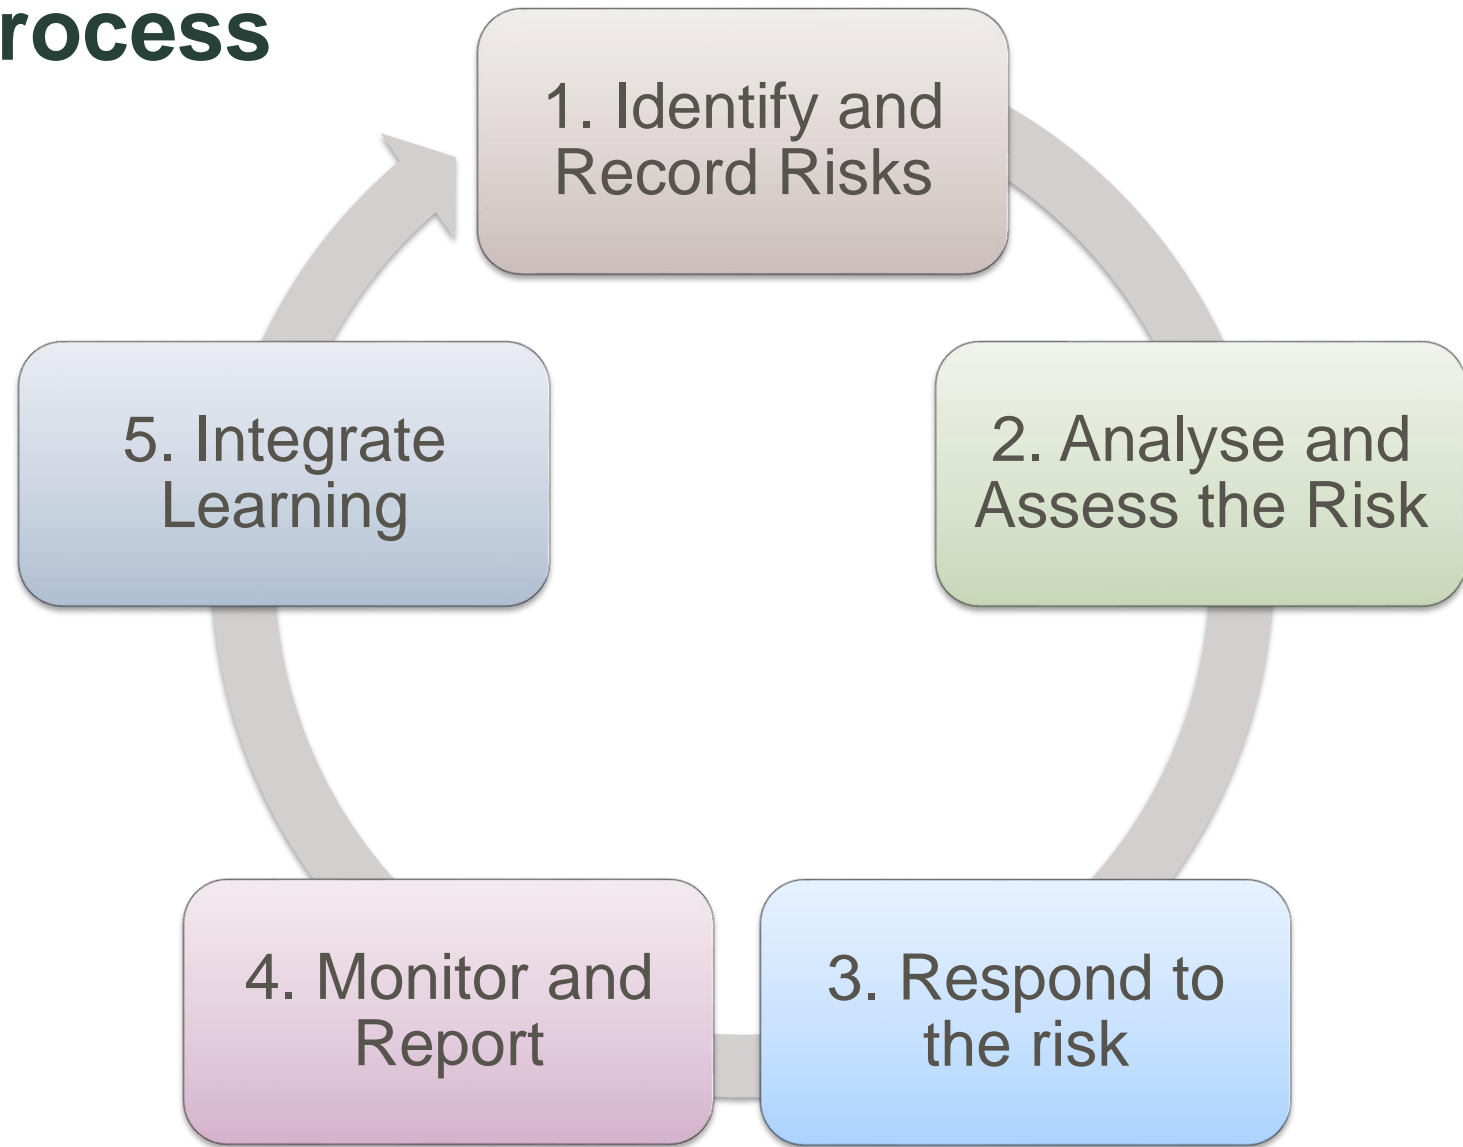 rocess
1. Identify and
Record Risks
2. Analyse and
Assess the Risk
3. Respond to
the risk
4. Monitor and
Report
5. Integrate
Learning